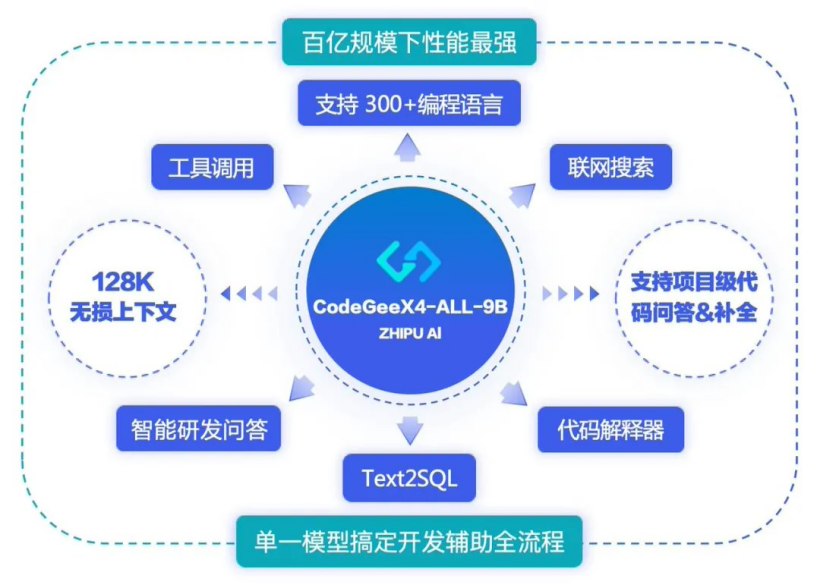 百亿规模下性能最强
支持 300+编程语言
工具调用
联网搜索
128K
无损上下文
CodeGeeX4-ALL-9B
ZHIPU AI
支持项目级代
码问答&补全
智能研发问答
代码解释器
Text2SQL
单一模型搞定开发辅助全流程